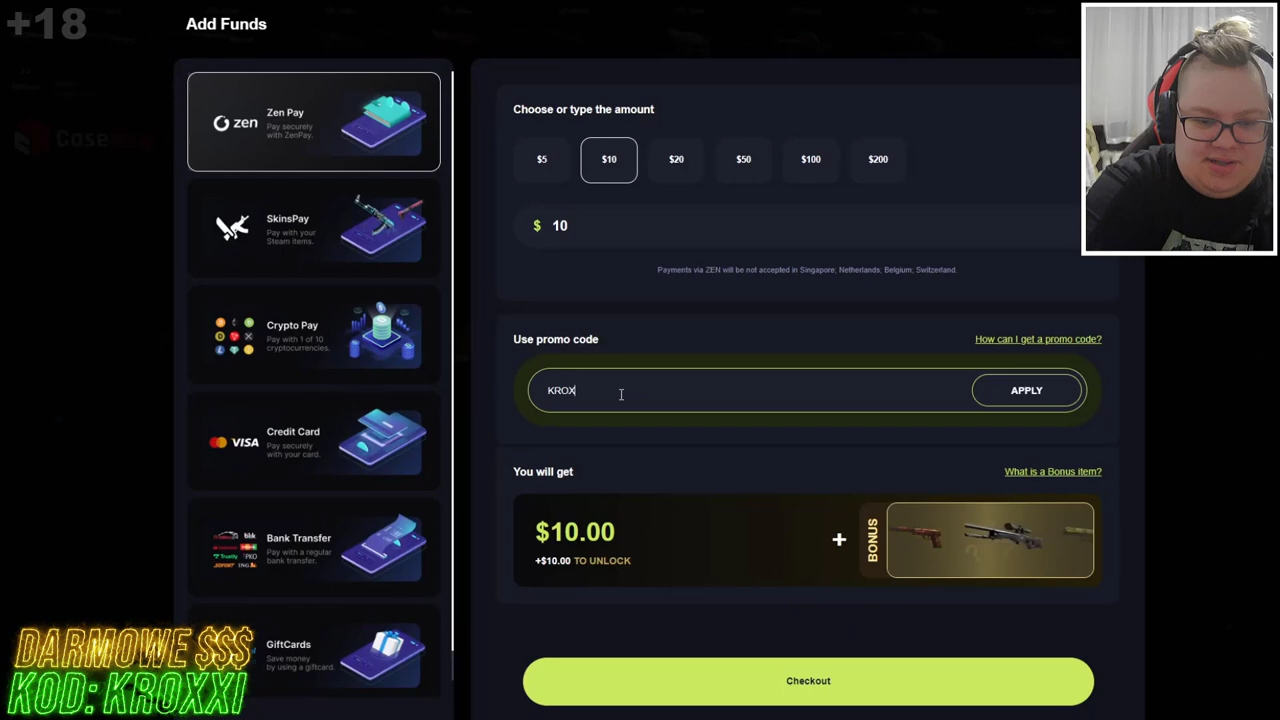 +18
Add Funds
zen
Zen Pay
Pay securely
with ZenPay.
SkinsPay
Pay with your
Steam items.
Crypto Pay
Pay with 1 of 10
cryptocurrencies.
VISA
Credit Card
Pay securely
with your card.
Bank Transfer
Pay with a regular
bank transfer.
blik
Trustly
PKO
ING
GiftCards
Save money
by using a giftcard.
Choose or type the amount
$5
$10
$20
$50
$100
$200
$ 10
Payments via ZEN will be not accepted in Singapore; Netherlands; Belgium; Switzerland.
Use promo code
How can I get a promo code?
KROX
APPLY
You will get
What is a Bonus item?
$10.00
+$10.00 TO UNLOCK
+
BONUS
Checkout
Case
DARMOWE $$$
KOD: KROXXI